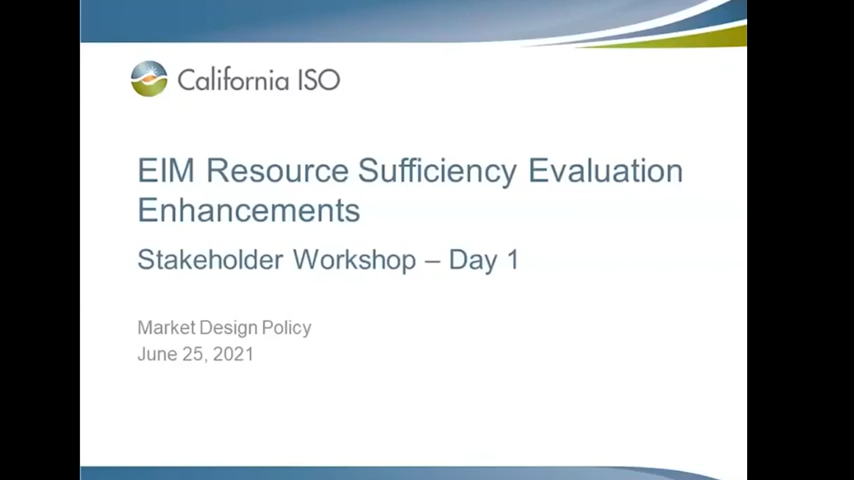 California ISO
EIM Resource Sufficiency Evaluation
Enhancements
Stakeholder Workshop – Day 1
Market Design Policy
June 25, 2021